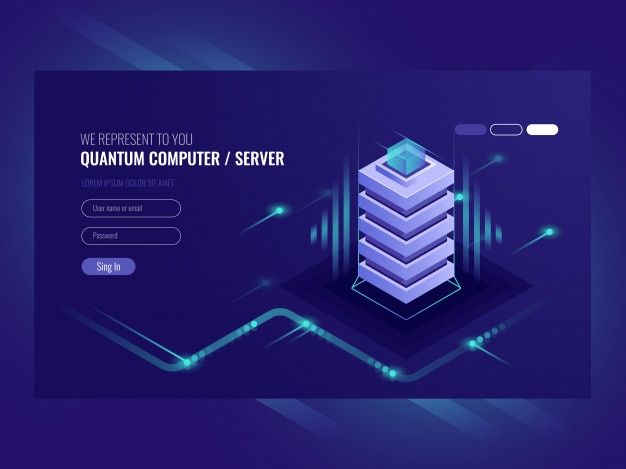 WE REPRESENT TO YOU
QUANTUM COMPUTER / SERVER
LOREM IPSUM DOLOR SIT AMET
User name or email
Password
Sing In